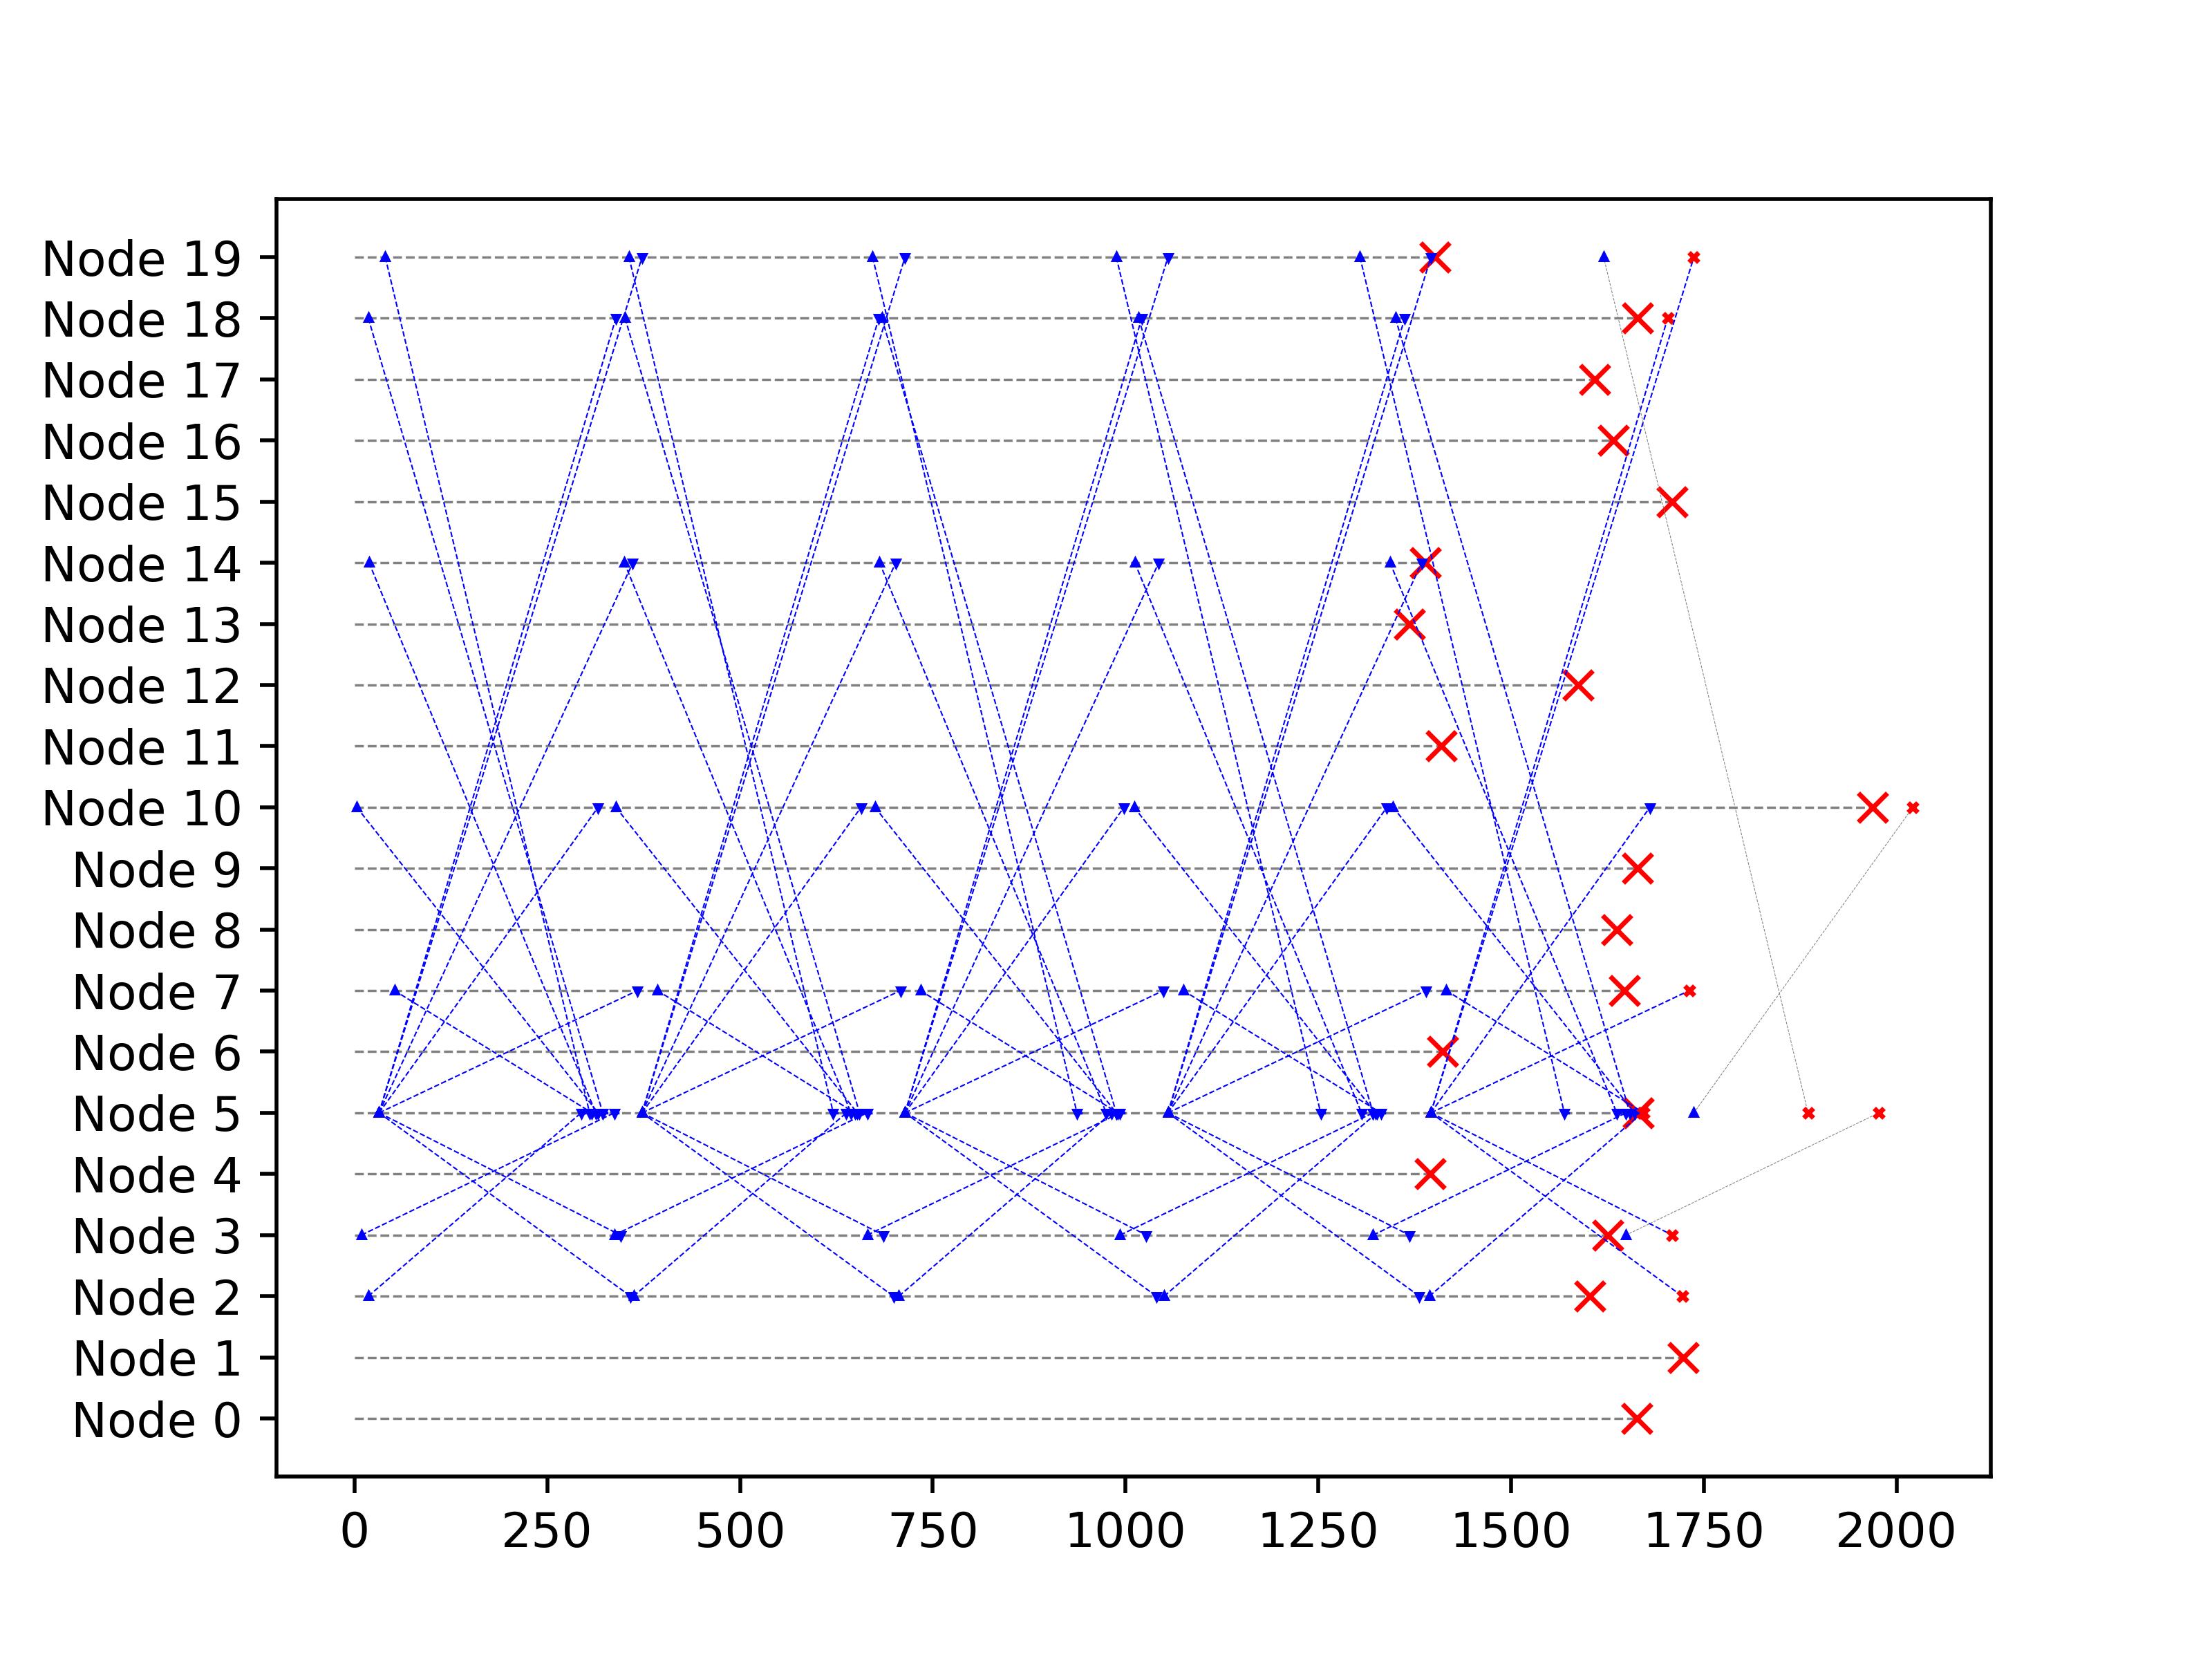 Node 19
Node 18
Node 17
Node 16
Node 15
Node 14
Node 13
Node 12
Node 11
Node 10
Node 9
Node 8
Node 7
Node 6
Node 5
Node 4
Node 3
Node 2
Node 1
Node 0
0 250 500 750 1000 1250 1500 1750 2000